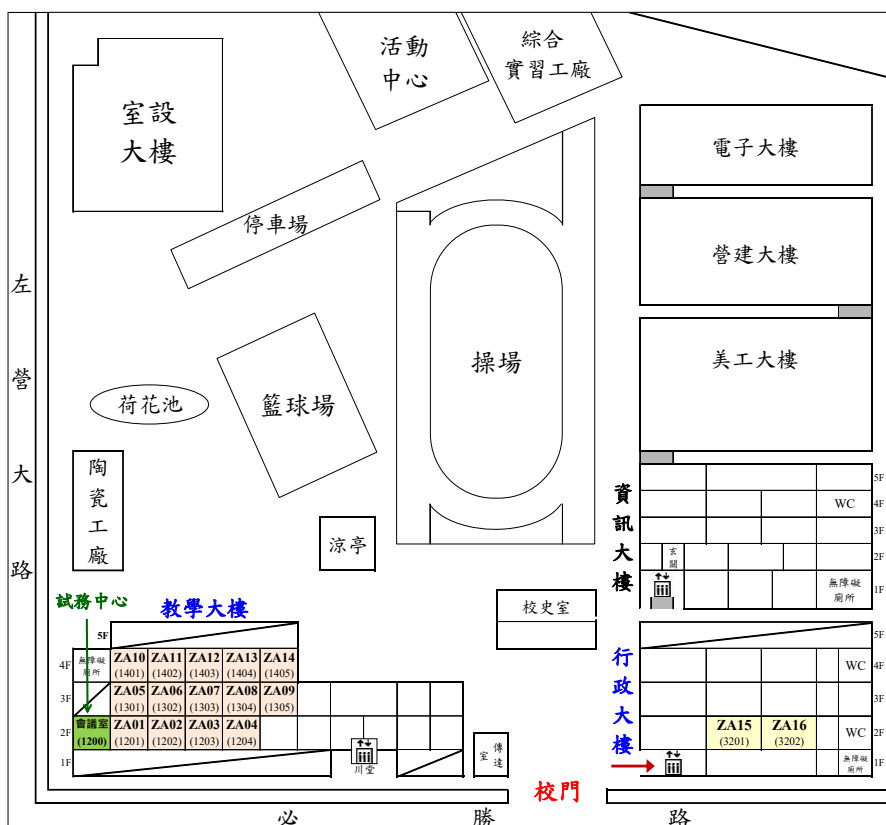 活動
中心
綜合
實習工廠
室設
大樓
電子大樓
停車場
營建大樓
左營大路
操場
美工大樓
荷花池
籃球場
陶瓷工廠
涼亭
資訊大樓
5F
WC
4F
3F
玄關
2F
無障礙
廁所
1F
試務中心
教學大樓
校史室
5F
無障礙
廁所
4F
ZA10
(1401)
ZA11
(1402)
ZA12
(1403)
ZA13
(1404)
ZA14
(1405)
3F
ZA05
(1301)
ZA06
(1302)
ZA07
(1303)
ZA08
(1304)
ZA09
(1305)
2F
會議室
(1200)
ZA01
(1201)
ZA02
(1202)
ZA03
(1203)
ZA04
(1204)
1F
川堂
傳達室
行政大樓
5F
WC
4F
3F
ZA15
(3201)
ZA16
(3202)
WC
2F
無障礙
廁所
1F
校門
必勝路